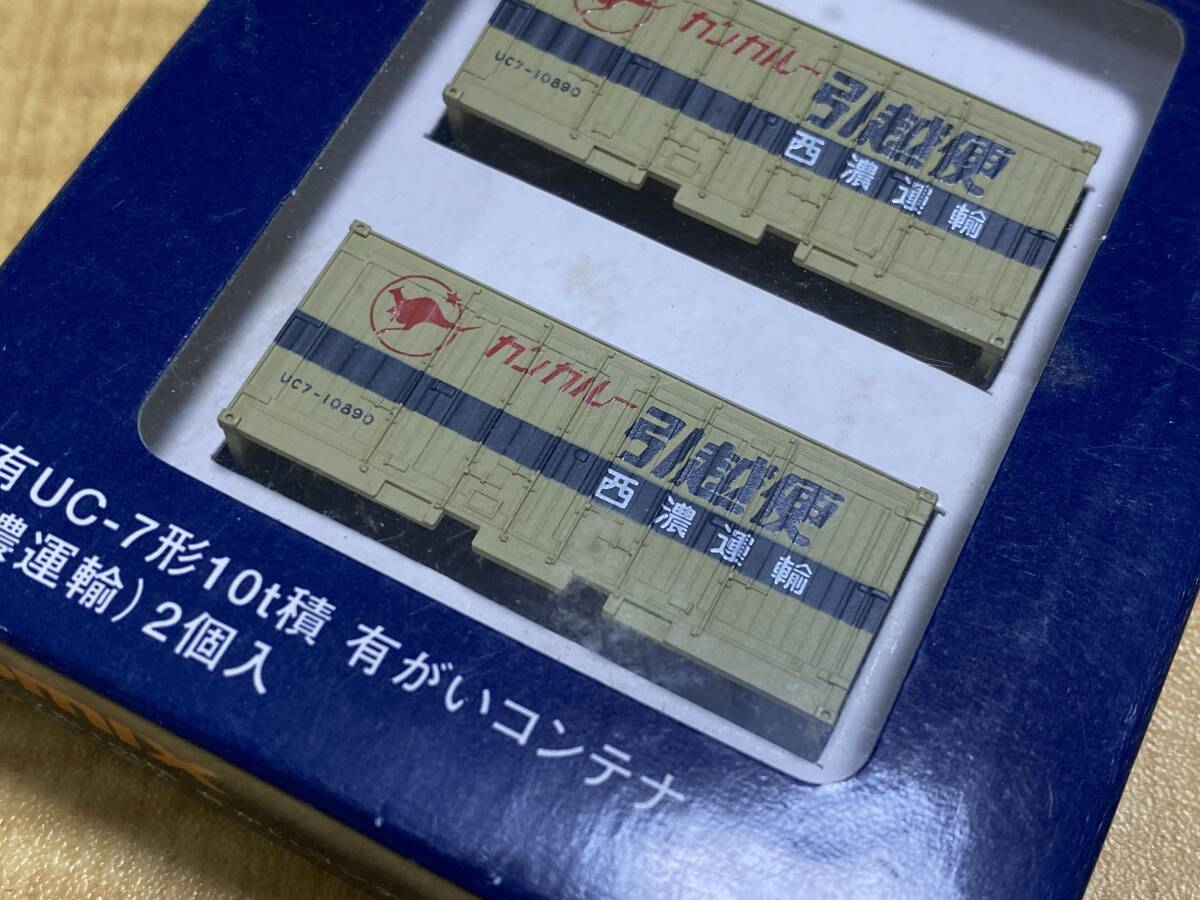 カンガルー
引越便
UC7-10890
西濃運輸
カンガルー
引越便
UC7-10890
西濃運輸
有UC-7形10t積 有がいコンテナ
濃運輸)2個入